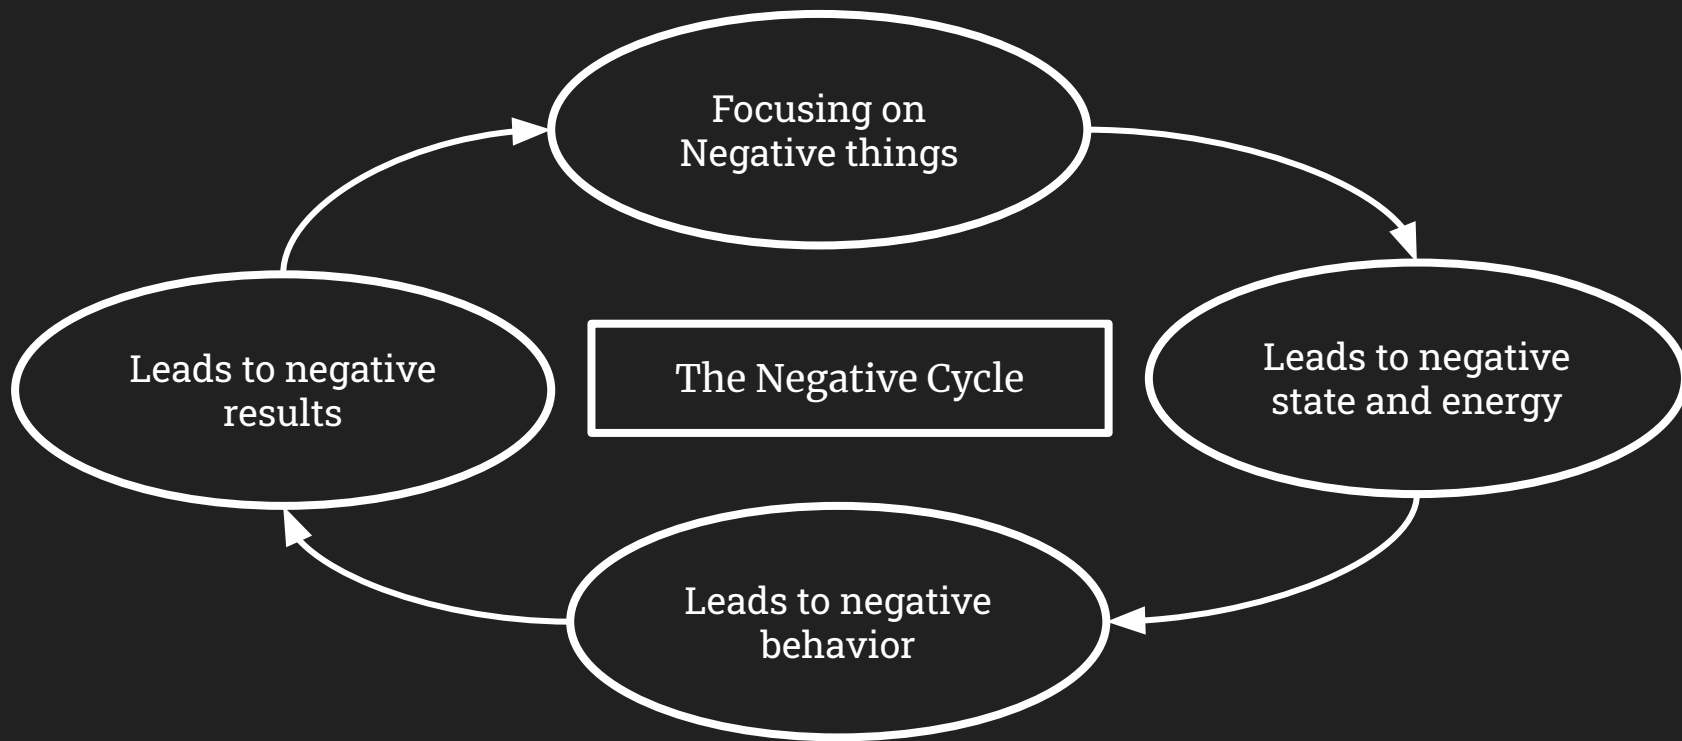 Focusing on
Negative things
Leads to negative
state and energy
Leads to negative
behavior
Leads to negative
results
The Negative Cycle